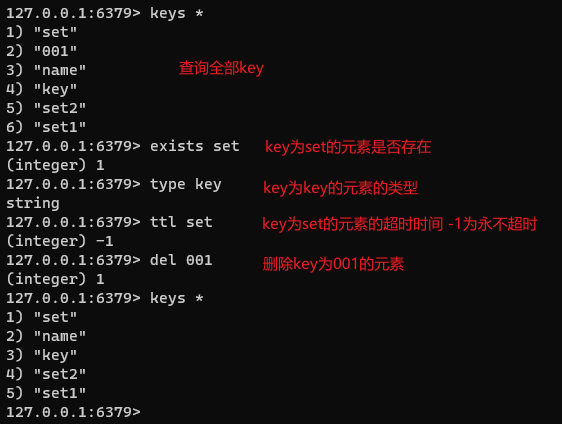 127.0.0.1:6379> keys *
1) "set"
2) "001"
3) "name" 查询全部key
4) "key"
5) "set2"
6) "set1"
127.0.0.1:6379> exists set key为set的元素是否存在
(integer) 1
127.0.0.1:6379> type key key为key的元素的类型
string
127.0.0.1:6379> ttl set key为set的元素的超时时间 -1为永不超时
(integer) -1
127.0.0.1:6379> del 001 删除key为001的元素
(integer) 1
127.0.0.1:6379> keys *
1) "set"
2) "name"
3) "key"
4) "set2"
5) "set1"
127.0.0.1:6379>